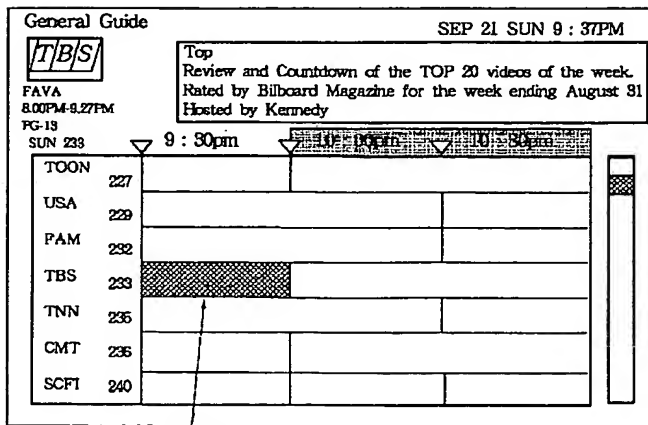 General Guide
SEP 21 SUN 9 : 37PM
TBS
FAVA
8.00PM-9.27PM
PG-13
SUN 233
Top
Review and Countdown of the TOP 20 videos of the week.
Rated by Billboard Magazine for the week ending August 31
Hosted by Kennedy
9 : 30pm 10 : 00pm 10 : 30pm
TOON 227
USA 229
FAM 232
TBS 233
TNN 235
CMT 236
SCFI 240